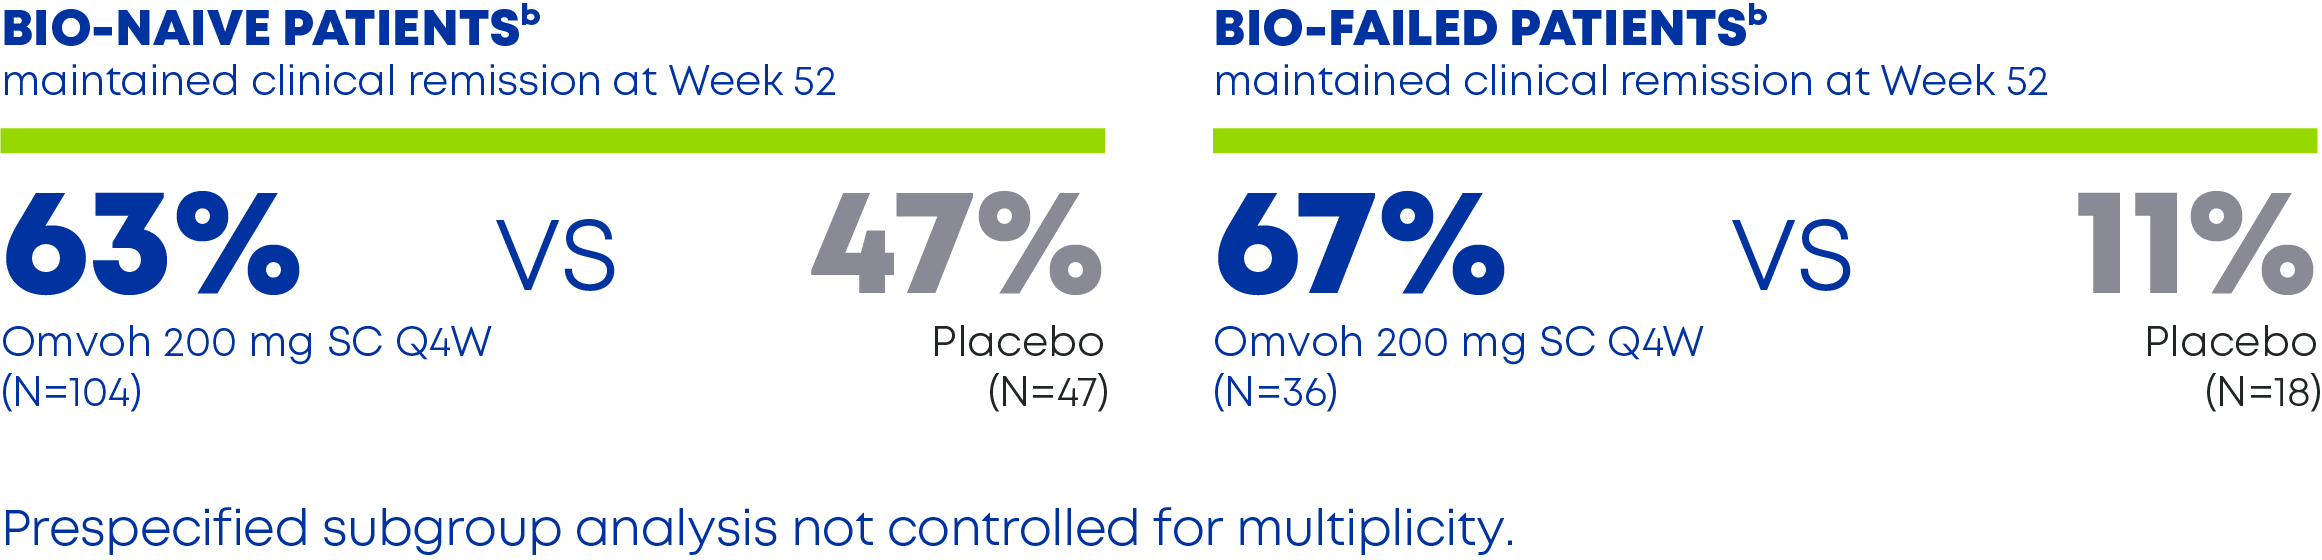 BIO-NAIVE PATIENTSᵇ
maintained clinical remission at Week 52
63% VS 47%
Omvoh 200 mg SC Q4W Placebo
(N=104) (N=47)
BIO-FAILED PATIENTSᵇ
maintained clinical remission at Week 52
67% VS 11%
Omvoh 200 mg SC Q4W Placebo
(N=36) (N=18)
Prespecified subgroup analysis not controlled for multiplicity.